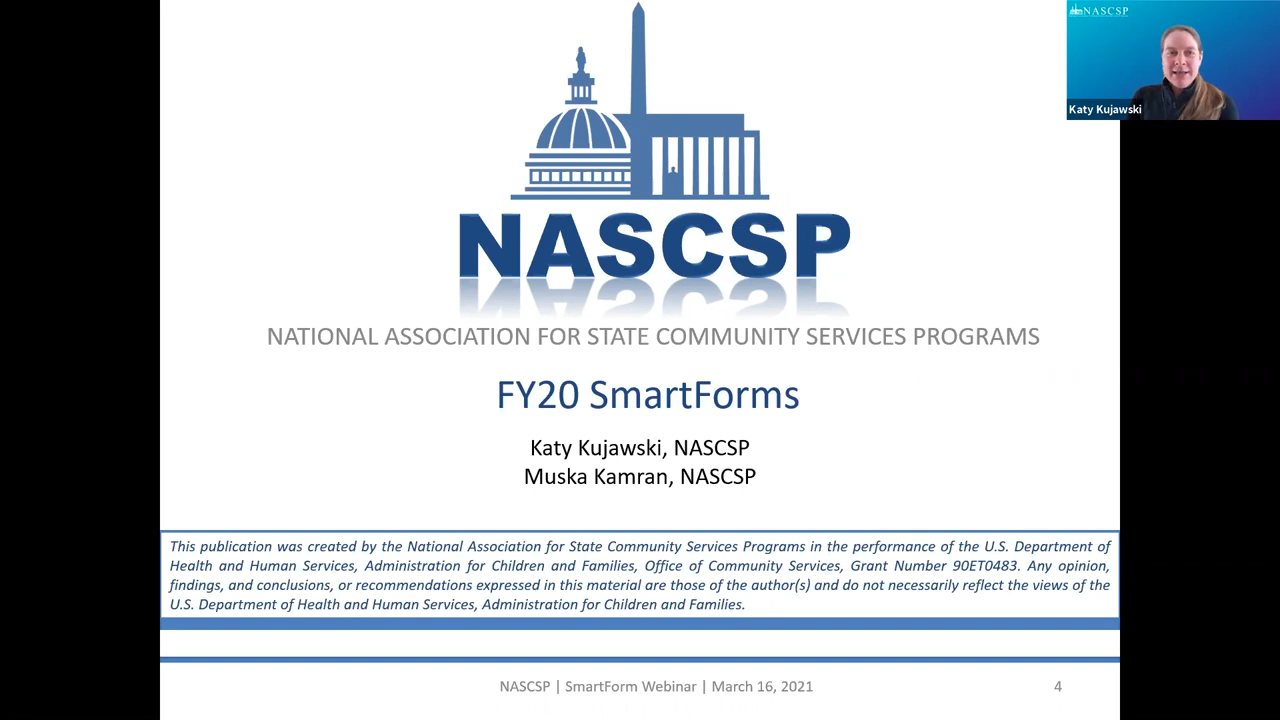 NASCSP
Katy Kujawski
NASCSP
NATIONAL ASSOCIATION FOR STATE COMMUNITY SERVICES PROGRAMS
FY20 SmartForms
Katy Kujawski, NASCSP
Muska Kamran, NASCSP
This publication was created by the National Association for State Community Services Programs in the performance of the U.S. Department of
Health and Human Services, Administration for Children and Families, Office of Community Services, Grant Number 90ET0483. Any opinion,
findings, and conclusions, or recommendations expressed in this material are those of the author(s) and do not necessarily reflect the views of the
U.S. Department of Health and Human Services, Administration for Children and Families.
NASCSP | SmartForm Webinar | March 16, 2021
4